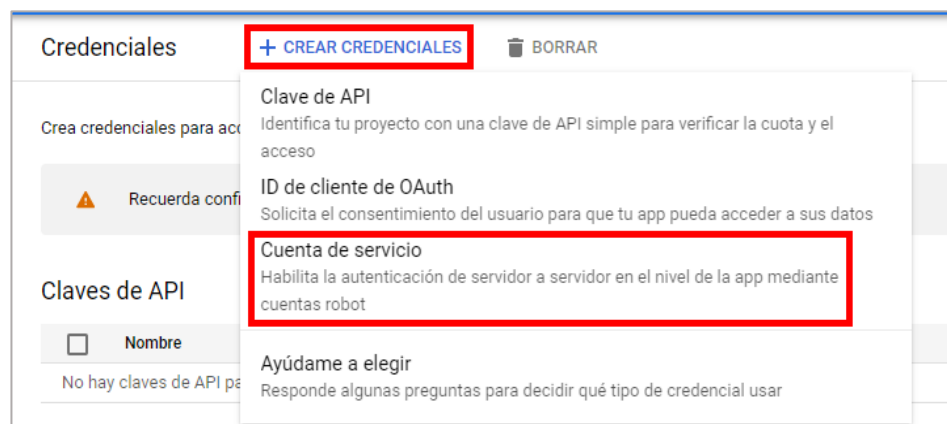 Credenciales
+ CREAR CREDENCIALES
BORRAR
Clave de API
Identifica tu proyecto con una clave de API simple para verificar la cuota y el
acceso
ID de cliente de OAuth
Solicita el consentimiento del usuario para que tu app pueda acceder a sus datos
Cuenta de servicio
Habilita la autenticación de servidor a servidor en el nivel de la app mediante
cuentas robot
Ayúdame a elegir
Responde algunas preguntas para decidir qué tipo de credencial usar
Crea credenciales para
Recuerda
Claves de API
Nombre
No hay claves de API